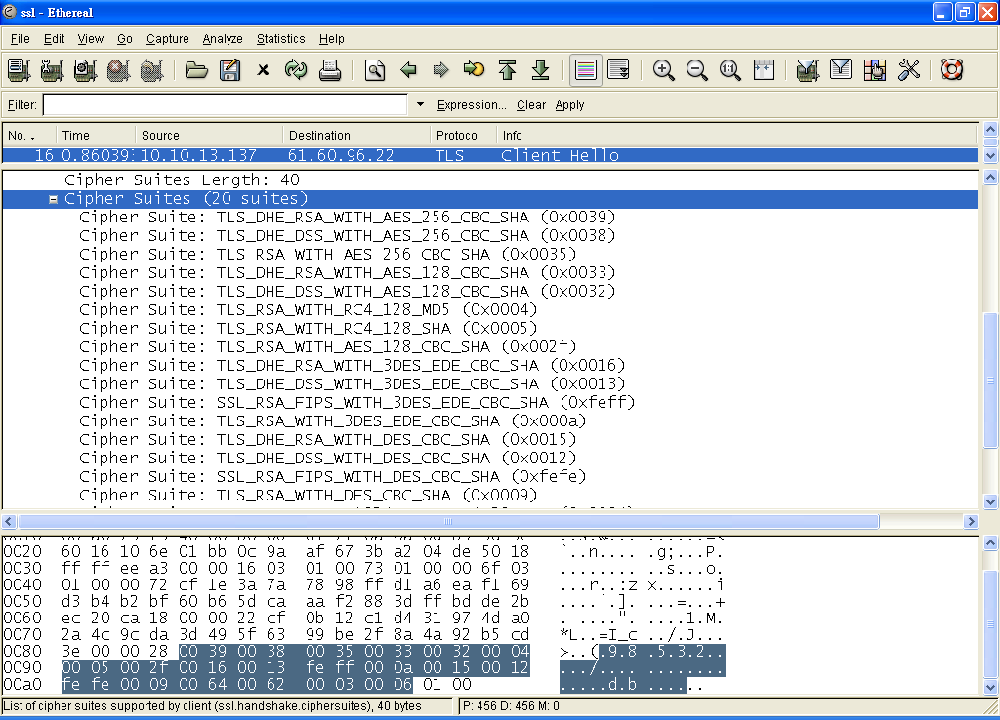 ssl - Ethereal
File Edit View Go Capture Analyze Statistics Help
Filter: Expression... Clear Apply
No. . Time Source Destination Protocol Info
16 0.86039 10.10.13.137 61.60.96.22 TLS Client Hello
Cipher Suites Length: 40
Cipher Suites (20 suites)
Cipher Suite: TLS_DHE_RSA_WITH_AES_256_CBC_SHA (0x0039)
Cipher Suite: TLS_DHE_DSS_WITH_AES_256_CBC_SHA (0x0038)
Cipher Suite: TLS_RSA_WITH_AES_256_CBC_SHA (0x0035)
Cipher Suite: TLS_DHE_RSA_WITH_AES_128_CBC_SHA (0x0033)
Cipher Suite: TLS_DHE_DSS_WITH_AES_128_CBC_SHA (0x0032)
Cipher Suite: TLS_RSA_WITH_RC4_128_MD5 (0x0004)
Cipher Suite: TLS_RSA_WITH_RC4_128_SHA (0x0005)
Cipher Suite: TLS_RSA_WITH_AES_128_CBC_SHA (0x002f)
Cipher Suite: TLS_DHE_RSA_WITH_3DES_EDE_CBC_SHA (0x0016)
Cipher Suite: TLS_DHE_DSS_WITH_3DES_EDE_CBC_SHA (0x0013)
Cipher Suite: SSL_RSA_FIPS_WITH_3DES_EDE_CBC_SHA (0xfeff)
Cipher Suite: TLS_RSA_WITH_3DES_EDE_CBC_SHA (0x000a)
Cipher Suite: TLS_DHE_RSA_WITH_DES_CBC_SHA (0x0015)
Cipher Suite: TLS_DHE_DSS_WITH_DES_CBC_SHA (0x0012)
Cipher Suite: SSL_RSA_FIPS_WITH_DES_CBC_SHA (0xfefe)
Cipher Suite: TLS_RSA_WITH_DES_CBC_SHA (0x0009)
0020 60 16 10 6e 01 bb 0c 9a af 67 3b a2 04 de 50 18 `..n.... .g;...P.
0030 ff ff ee a3 00 00 16 03 01 00 73 01 00 00 6f 03 ........ ..s...o.
0040 01 00 00 72 cf 1e 3a 7a 78 98 ff d1 a6 ea f1 69 ...r..:z x......i
0050 d3 b4 b2 bf 60 b6 5d ca aa f2 88 3d ff bd de 2b ....`.]. ...=...+
0060 ec 20 ca 18 00 00 22 cf 0b 12 c1 d4 31 97 4d a0 . ....". ....1.M.
0070 2a 4c 9c da 3d 49 5f 63 99 be 2f 8a 4a 92 b5 cd *L..=I_c ../.J...
0080 3e 00 00 28 00 39 00 38 00 35 00 33 00 32 00 04 >..(.9.8 .5.3.2..
0090 00 05 00 2f 00 16 00 13 fe ff 00 0a 00 15 00 12 .../.... ........
00a0 fe fe 00 09 00 64 00 62 00 03 00 06 01 00 .....d.b ......
List of cipher suites supported by client (ssl.handshake.ciphersuites), 40 bytes P: 456 D: 456 M: 0